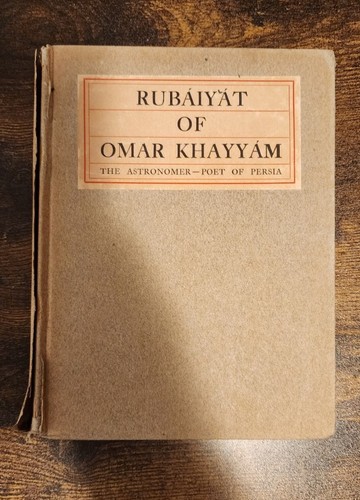 RUBÁIYÁT
OF
OMAR KHAYYÁM
THE ASTRONOMER—POET OF PERSIA